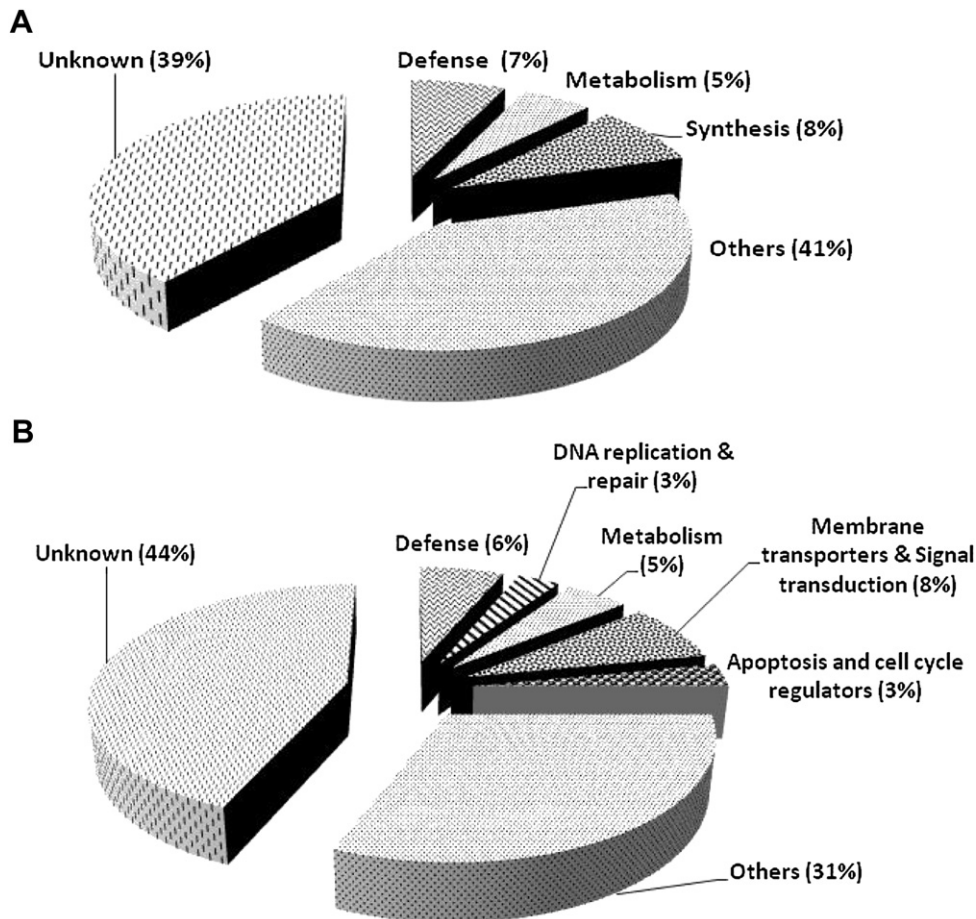 A
Unknown (39%)
Defense (7%)
Metabolism (5%)
Synthesis (8%)
Others (41%)
B
DNA replication &
repair (3%)
Unknown (44%)
Defense (6%)
Metabolism
(5%)
Membrane
transporters & Signal
transduction (8%)
Apoptosis and cell cycle
regulators (3%)
Others (31%)